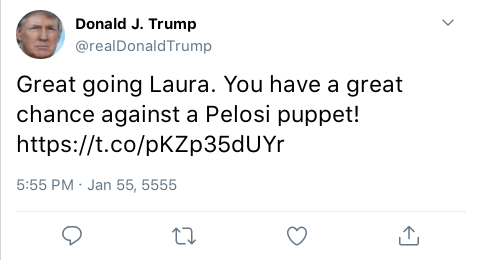 Donald J. Trump
@realDonaldTrump
Great going Laura. You have a great
chance against a Pelosi puppet!
https://t.co/pKZp35dUYr
5:55 PM · Jan 55, 5555